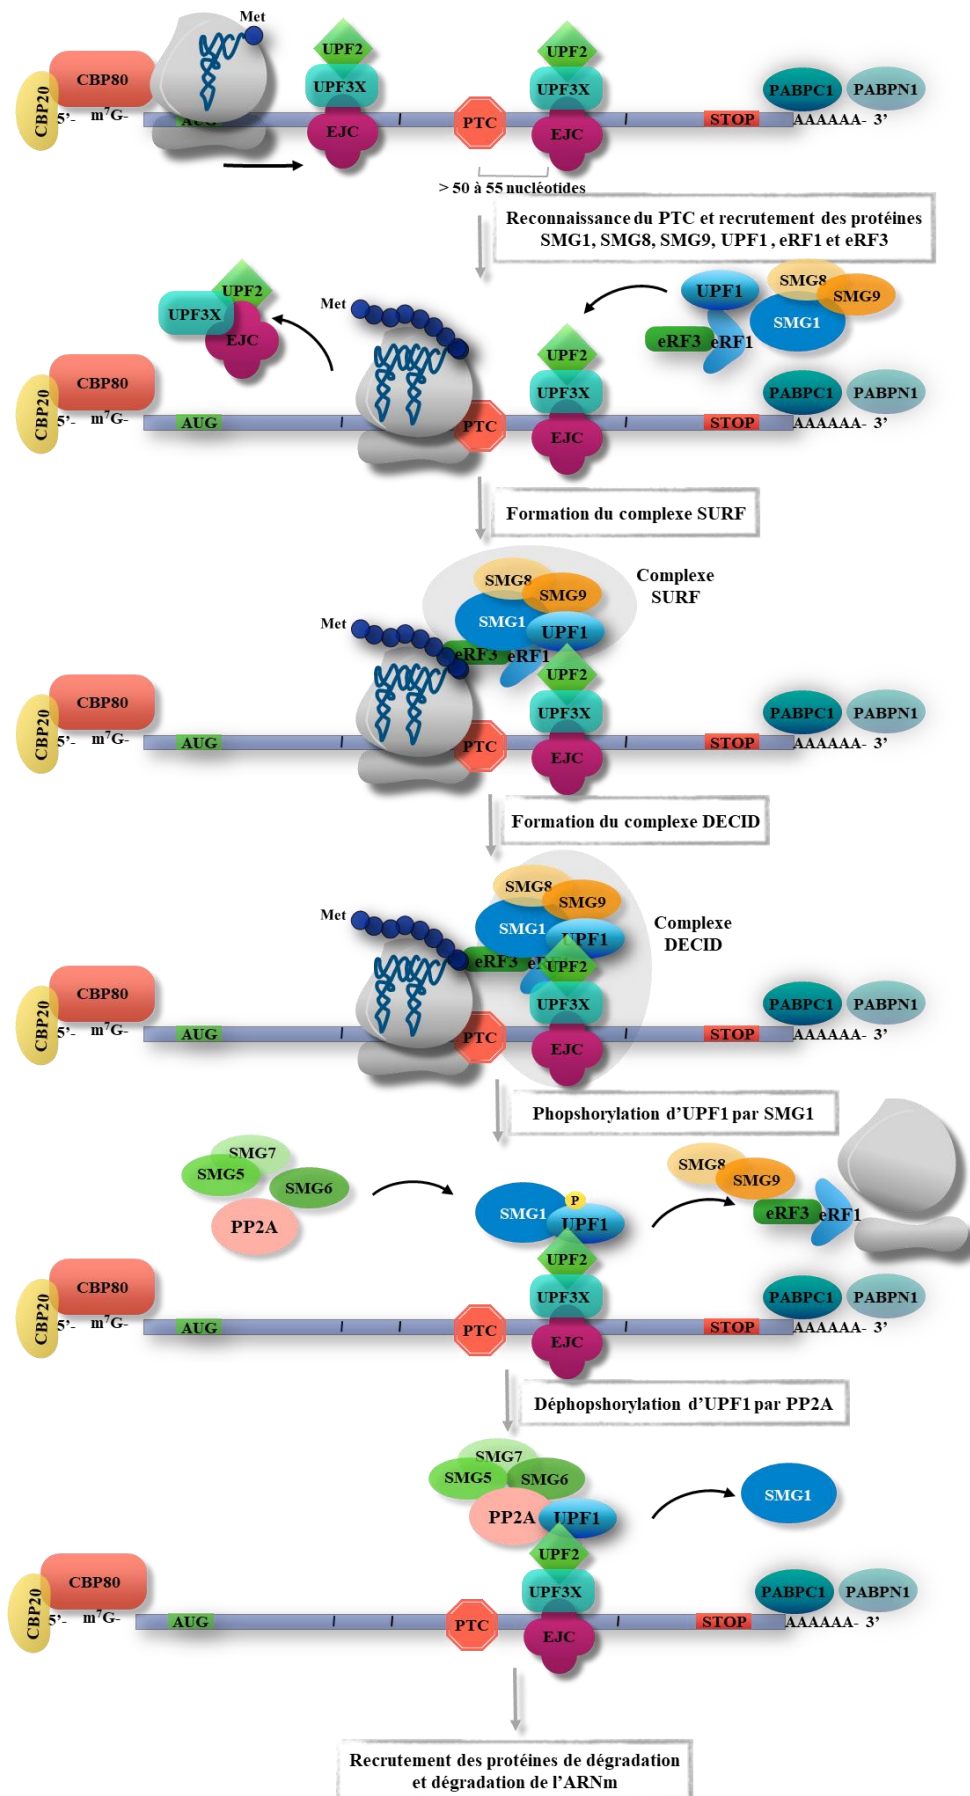 Met
UPF2
UPF2
CBP80
UPF3X
UPF3X
CBP20
PABPC1
PABPN1
5’-
m⁷G-
AUG
EJC
PTC
EJC
STOP
AAAAAA- 3’
> 50 à 55 nucléotides
Reconnaissance du PTC et recrutement des protéines
SMG1, SMG8, SMG9, UPF1, eRF1 et eRF3
UPF2
UPF3X
EJC
Met
UPF1
SMG8
SMG9
SMG1
eRF3
eRF1
UPF2
CBP80
UPF3X
CBP20
PABPC1
PABPN1
5’-
m⁷G-
AUG
PTC
EJC
STOP
AAAAAA- 3’
Formation du complexe SURF
SMG8
SMG9
Complexe
SURF
SMG1
UPF1
Met
eRF3
eRF1
UPF2
CBP80
UPF3X
CBP20
PABPC1
PABPN1
5’-
m⁷G-
AUG
PTC
EJC
STOP
AAAAAA- 3’
Formation du complexe DECID
SMG8
SMG9
Met
SMG1
UPF1
Complexe
DECID
eRF3
UPF2
CBP80
UPF3X
CBP20
PABPC1
PABPN1
5’-
m⁷G-
AUG
PTC
EJC
STOP
AAAAAA- 3’
Phopshorylation d’UPF1 par SMG1
SMG7
SMG5
SMG6
PP2A
SMG1
P
UPF1
SMG8
SMG9
eRF3
eRF1
UPF2
CBP80
UPF3X
CBP20
PABPC1
PABPN1
5’-
m⁷G-
AUG
PTC
EJC
STOP
AAAAAA- 3’
Déphopshorylation d’UPF1 par PP2A
SMG7
SMG5
SMG6
PP2A
UPF1
SMG1
UPF2
CBP80
UPF3X
CBP20
PABPC1
PABPN1
5’-
m⁷G-
AUG
PTC
EJC
STOP
AAAAAA- 3’
Recrutement des protéines de dégradation
et dégradation de l’ARNm